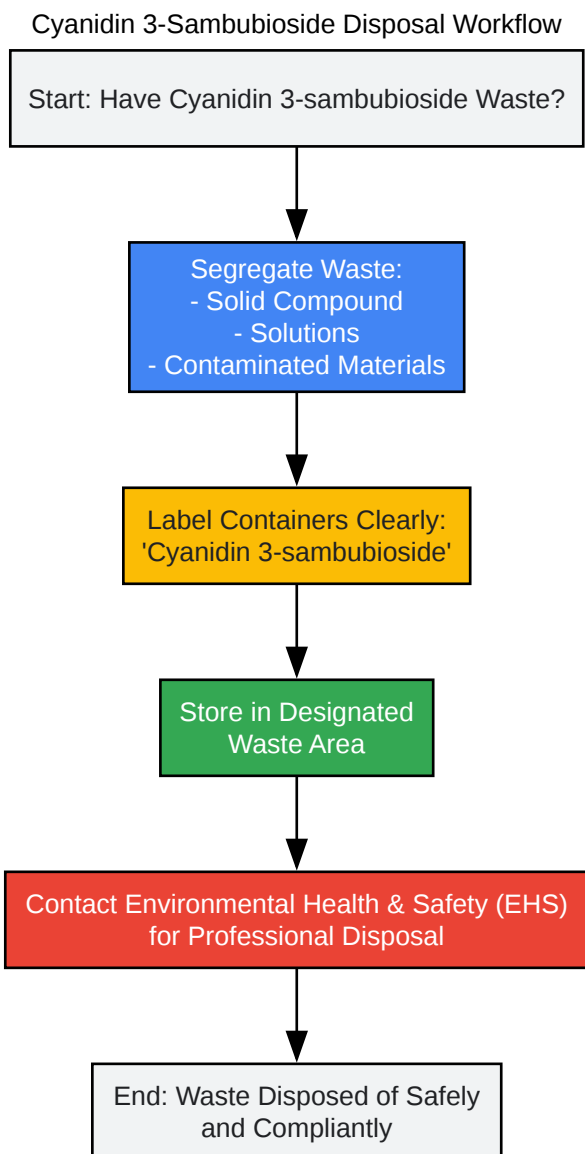 Cyanidin 3-Sambubioside Disposal Workflow
Start: Have Cyanidin 3-sambubioside Waste?
Segregate Waste:
- Solid Compound
- Solutions
- Contaminated Materials
Label Containers Clearly:
'Cyanidin 3-sambubioside'
Store in Designated
Waste Area
Contact Environmental Health & Safety (EHS)
for Professional Disposal
End: Waste Disposed of Safely
and Compliantly